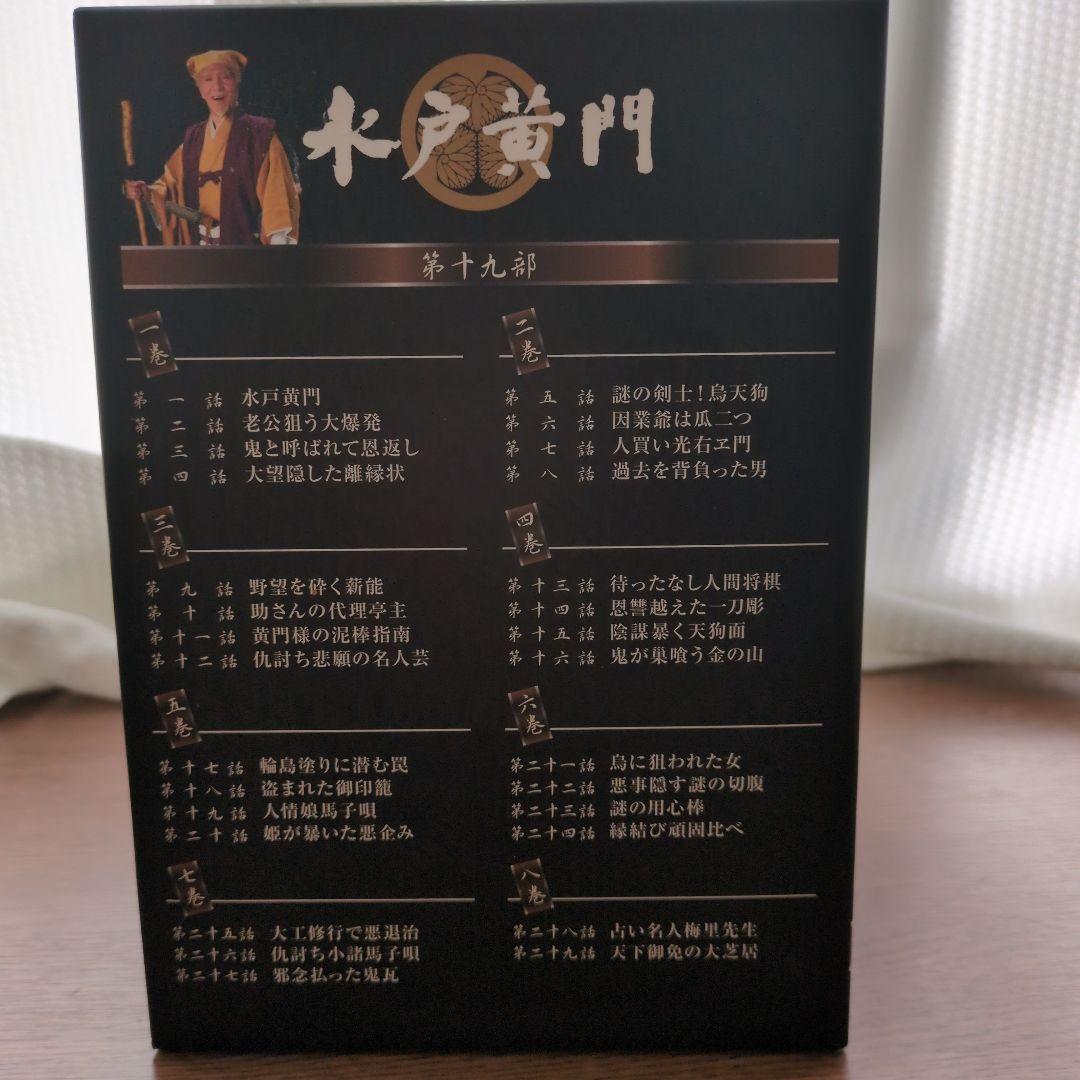 水戸黄門
第十九部
一巻
第一話 水戸黄門
第二話 老公狙う大爆発
第三話 鬼と呼ばれて恩返し
第四話 大望隠した離縁状
二巻
第五話 謎の剣士!烏天狗
第六話 因業爺は瓜二つ
第七話 人買い光右ヱ門
第八話 過去を背負った男
三巻
第九話 野望を砕く薪能
第十話 助さんの代理亭主
第十一話 黄門様の泥棒指南
第十二話 仇討ち悲願の名人芸
四巻
第十三話 待ったなし人間将棋
第十四話 恩讐越えた一刀彫
第十五話 陰謀暴く天狗面
第十六話 鬼が巣喰う金の山
五巻
第十七話 輪島塗りに潜む罠
第十八話 盗まれた御印籠
第十九話 人情娘馬子唄
第二十話 姫が暴いた悪企み
六巻
第二十一話 烏に狙われた女
第二十二話 悪事隠す謎の切腹
第二十三話 謎の用心棒
第二十四話 縁結び頑固比べ
七巻
第二十五話 大工修行で悪退治
第二十六話 仇討ち小諸馬子唄
第二十七話 邪念払った鬼瓦
八巻
第二十八話 占い名人梅里先生
第二十九話 天下御免の大芝居